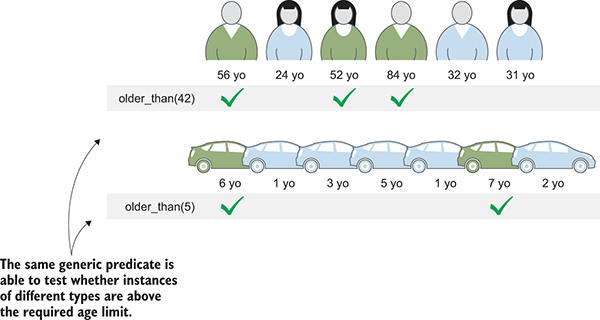 56 yo 24 yo 52 yo 84 yo 32 yo 31 yo
older_than(42)
6 yo 1 yo 3 yo 5 yo 1 yo 7 yo 2 yo
older_than(5)
The same generic predicate is
able to test whether instances
of different types are above
the required age limit.